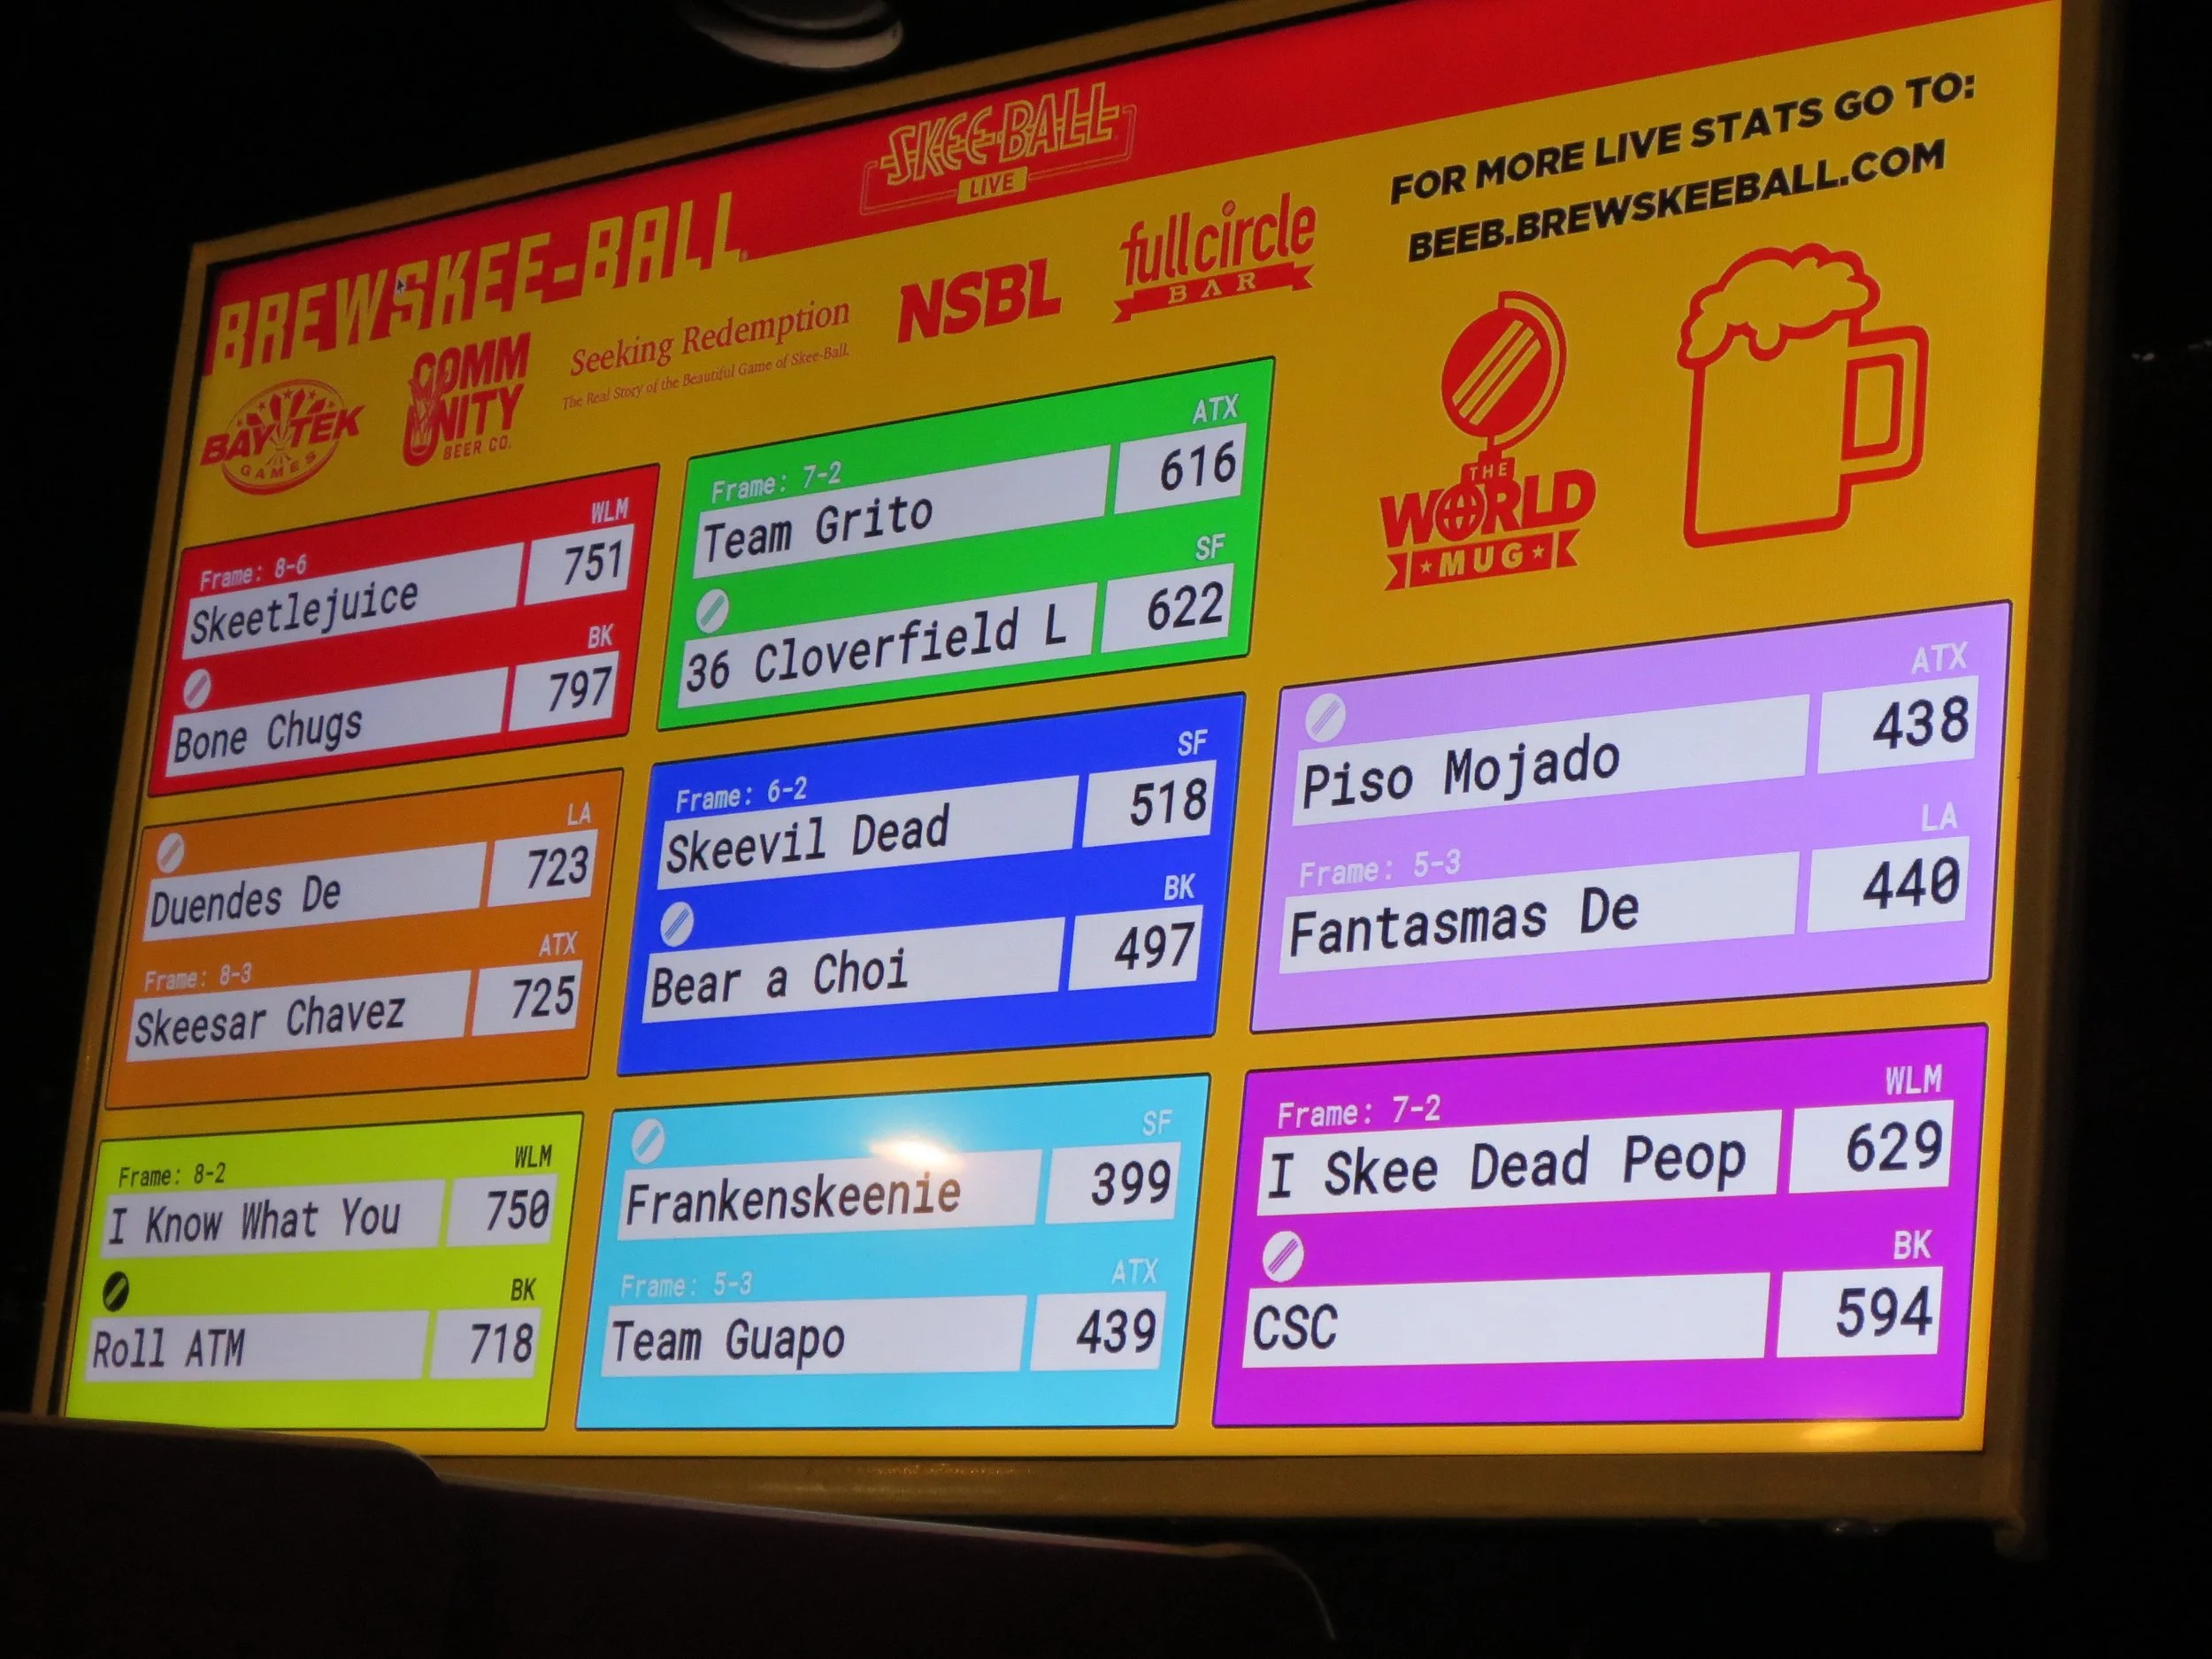 SKEE-BALL
LIVE
BREWSKEE-BALL
FOR MORE LIVE STATS GO TO:
BEEB.BREWSKEEBALL.COM
BAY TEK
GAMES
COMM
UNITY
BEER CO.
Seeking Redemption
The Real Story of the Beautiful Game of Skee-Ball.
NSBL
fullcircle
BAR
THE
WORLD
MUG
WLM
Frame: 8-6
Skeetlejuice 751
BK
Bone Chugs 797
LA
Duendes De 723
ATX
Frame: 8-3
Skeesar Chavez 725
WLM
Frame: 8-2
I Know What You 750
BK
Roll ATM 718
ATX
Frame: 7-2
Team Grito 616
SF
36 Cloverfield L 622
SF
Frame: 6-2
Skeevil Dead 518
BK
Bear a Choi 497
SF
Frankenskeenie 399
ATX
Frame: 5-3
Team Guapo 439
ATX
Piso Mojado 438
LA
Frame: 5-3
Fantasmas De 440
WLM
Frame: 7-2
I Skee Dead Peop 629
BK
CSC 594